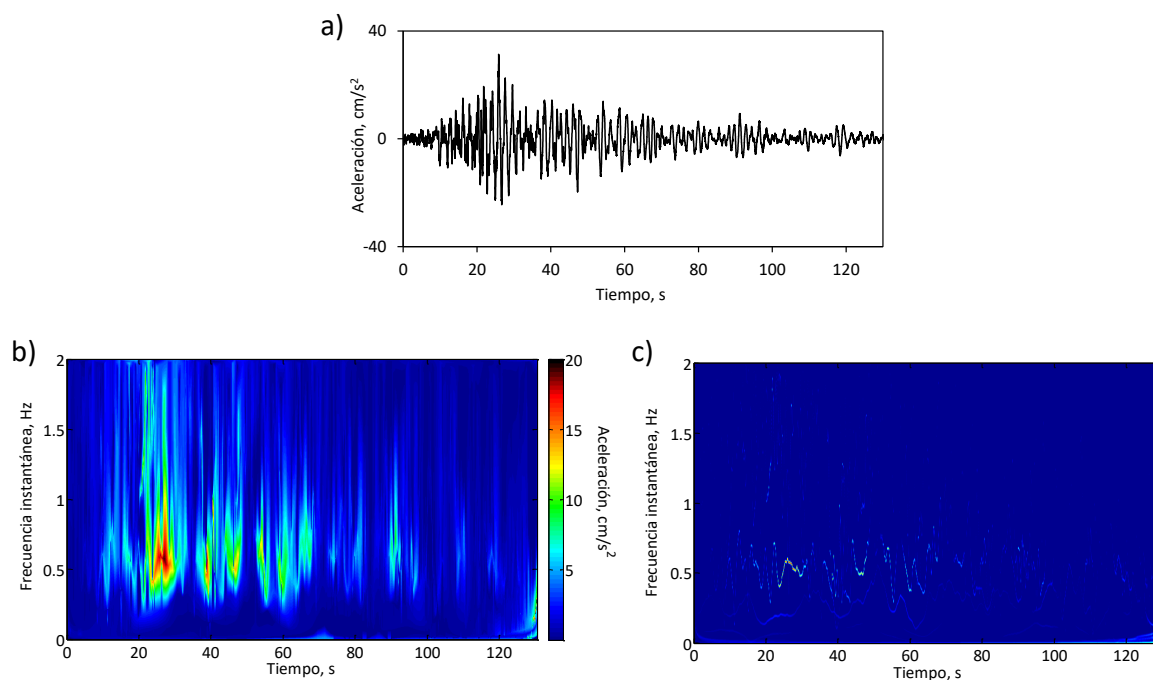 a)
Aceleración, cm/s²
40
0
-40
0 20 40 60 80 100 120
Tiempo, s
b)
Frecuencia instantánea, Hz
2
1.5
1
0.5
0
0 20 40 60 80 100 120
Tiempo, s
20
15
10
5
Aceleración, cm/s²
c)
Frecuencia instantánea, Hz
2
1.5
1
0.5
0
0 20 40 60 80 100 120
Tiempo, s